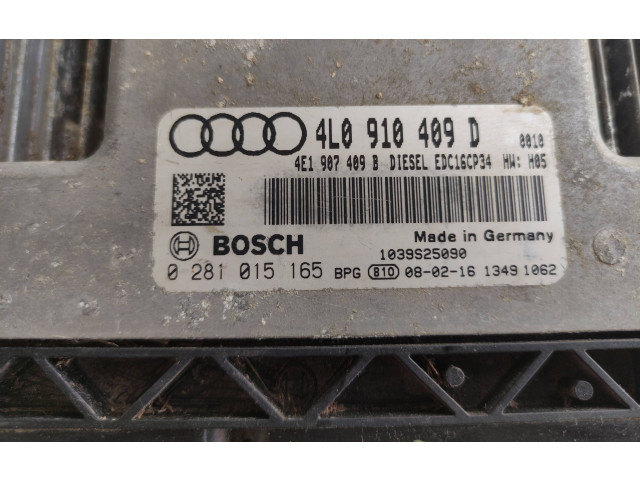 4L0 910 409 D 0010
4E1 907 409 B DIESEL EDC16CP34 HW: H05
BOSCH Made in Germany
1039S25090
0 281 015 165 BPG 810 08-02-16 1349 1062